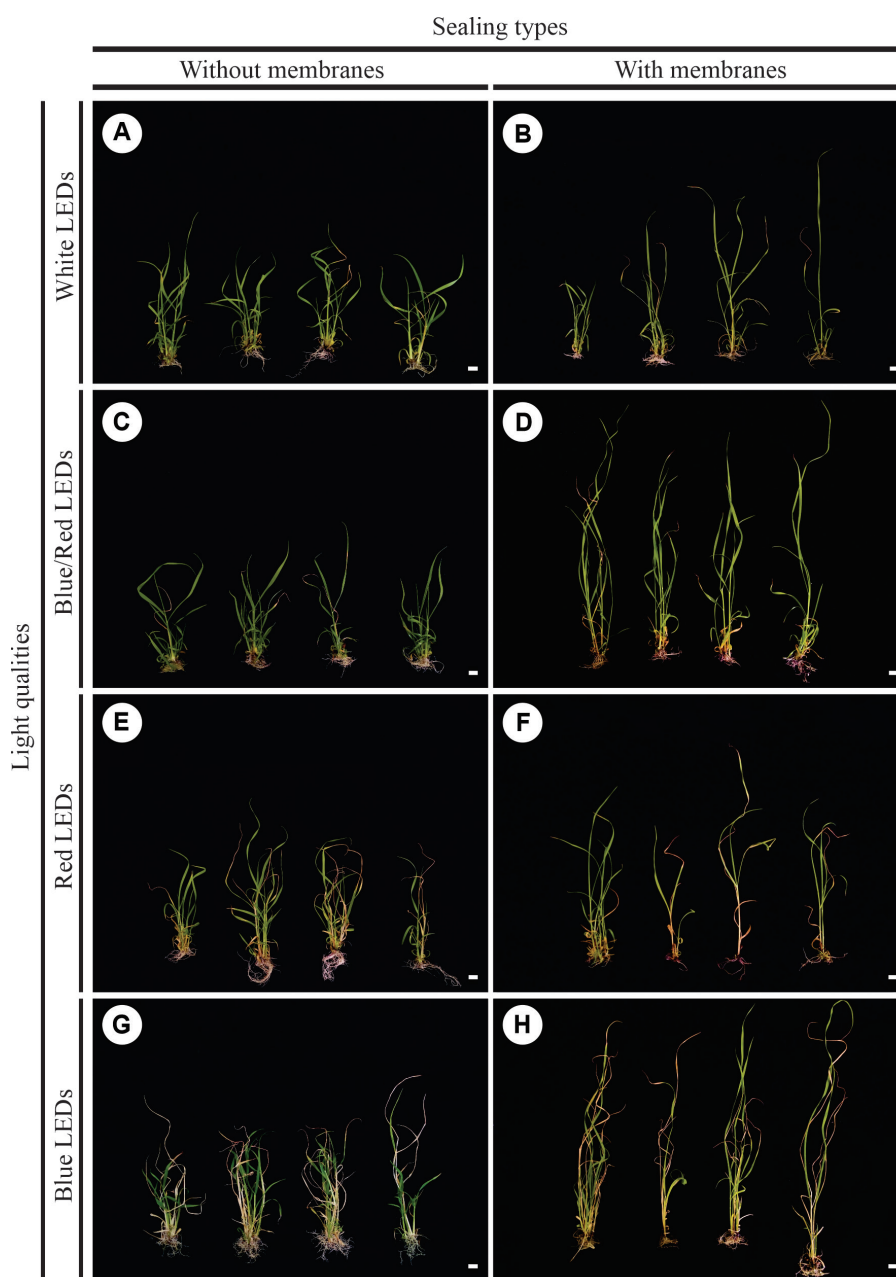 Sealing types
Without membranes
With membranes
Light qualities
White LEDs
A
B
Blue/Red LEDs
C
D
Red LEDs
E
F
Blue LEDs
G
H